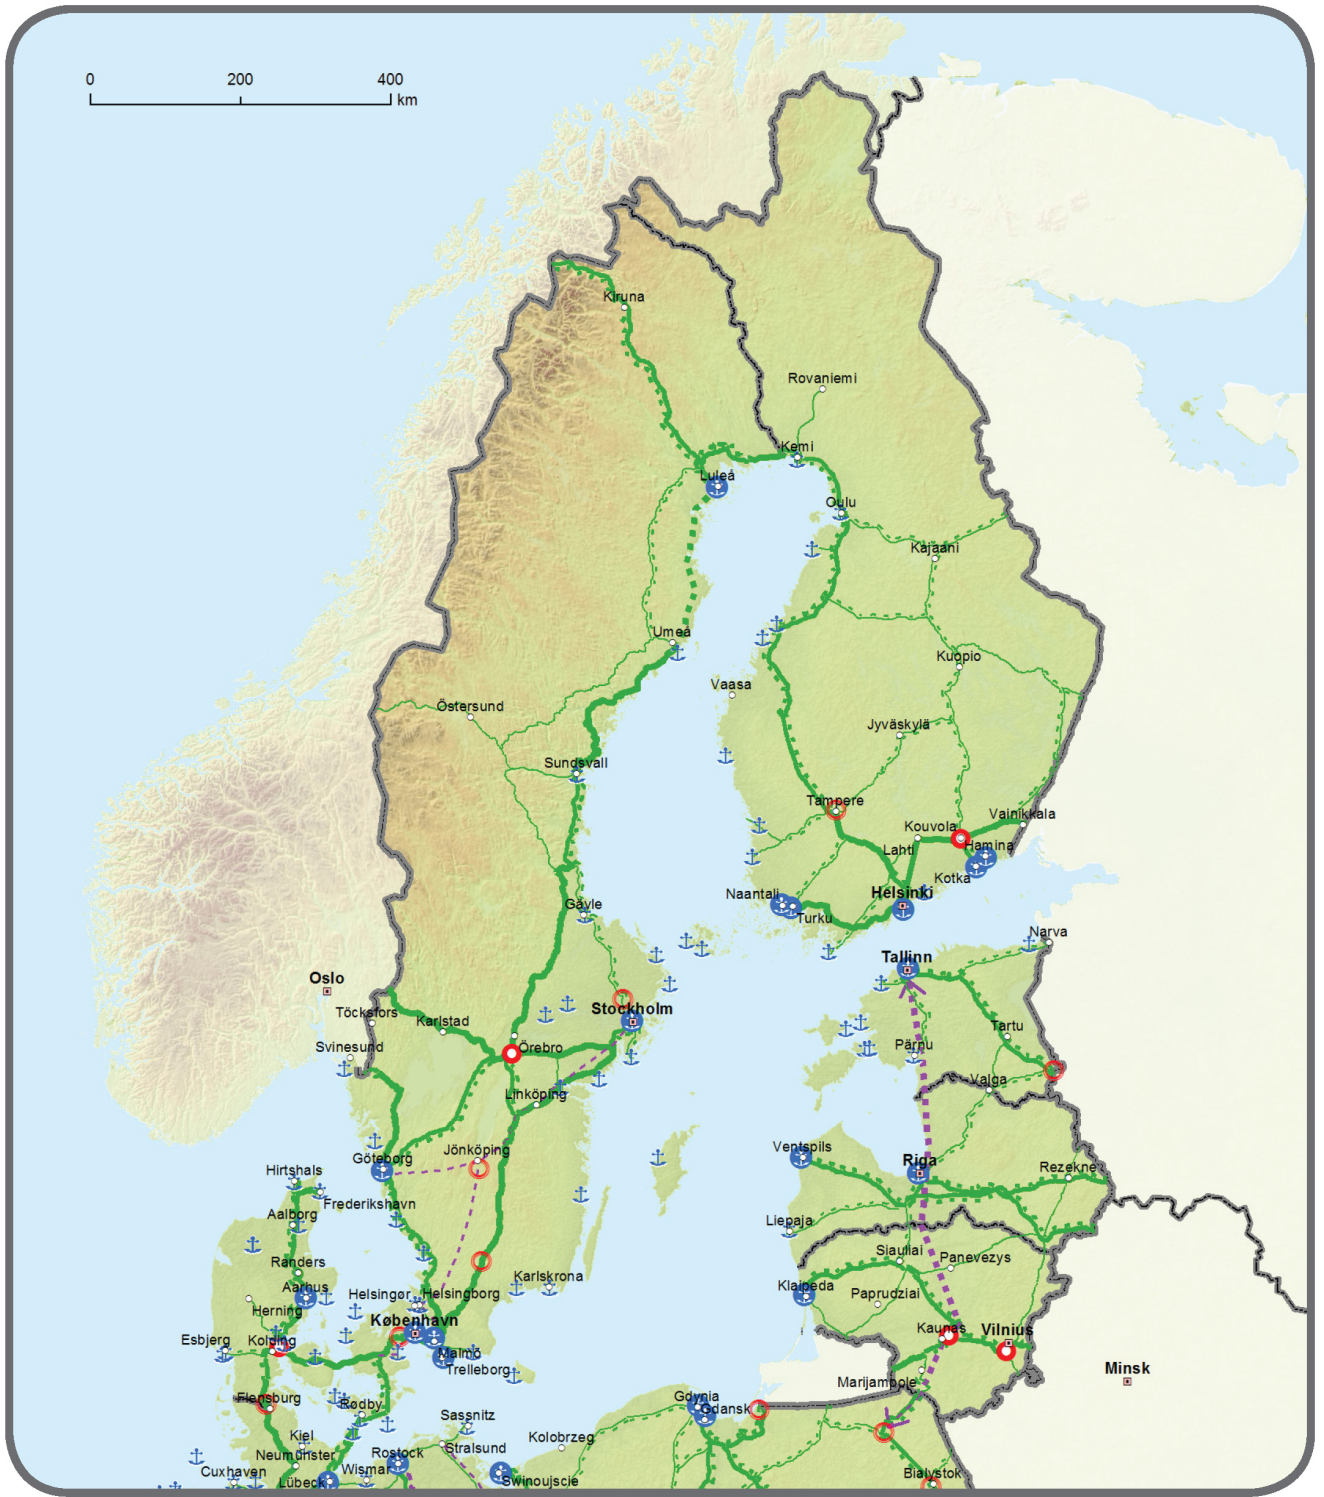 0 200 400
km
Kiruna
Rovaniemi
Kemi
Luleå
Oulu
Kajaani
Umeå
Kuopio
Vaasa
Östersund
Jyväskylä
Sundsvall
Tampere
Vainikkala
Kouvola
Hamina
Lahti
Kotka
Naantali
Helsinki
Gävle
Turku
Narva
Tallinn
Oslo
Stockholm
Töcksfors
Karlstad
Tartu
Svinesund
Örebro
Pärnu
Valga
Linköping
Jönköping
Ventspils
Göteborg
Riga
Rezekne
Hirtshals
Frederikshavn
Aalborg
Liepaja
Siauliai
Panevezys
Randers
Karlskrona
Aarhus
Klaipeda
Helsingør
Helsingborg
Paprudziai
Herning
København
Kaunas
Vilnius
Esbjerg
Kolding
Malmö
Trelleborg
Minsk
Marijampole
Flensburg
Gdynia
Rødby
Gdansk
Sassnitz
Kiel
Kolobrzeg
Stralsund
Neumünster
Rostock
Cuxhaven
Wismar
Bialystok
Lübeck
Swinoujscie